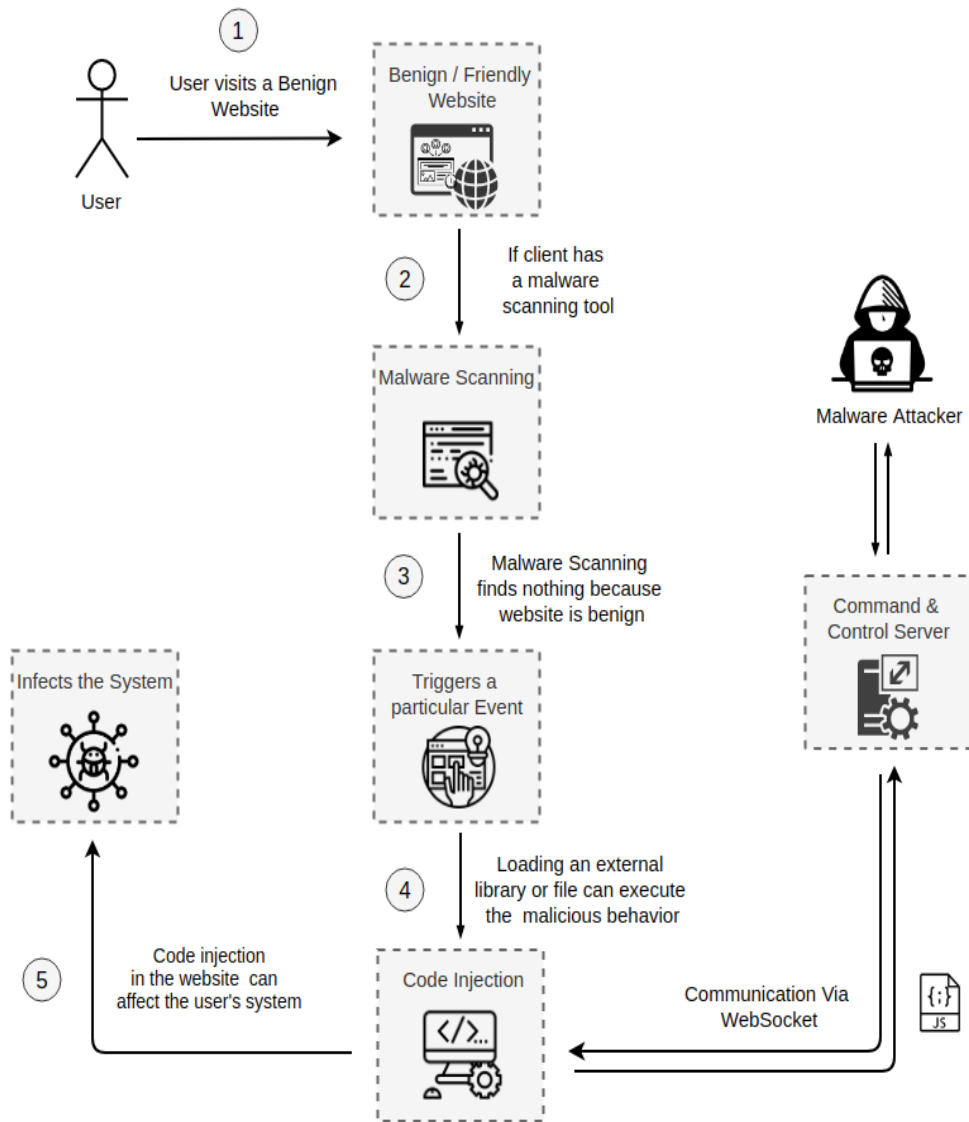 1
User visits a Benign
Website
User
Benign / Friendly
Website
2
If client has
a malware
scanning tool
Malware Scanning
Malware Attacker
3
Malware Scanning
finds nothing because
website is benign
Command &
Control Server
Infects the System
Triggers a
particular Event
4
Loading an external
library or file can execute
the malicious behavior
5
Code injection
in the website can
affect the user's system
Code Injection
</>...
Communication Via
WebSocket
{;}
JS